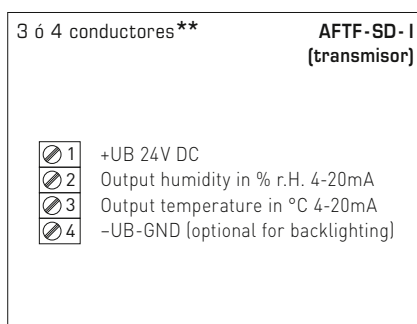 3 ó 4 conductores**
AFTF-SD-I
(transmisor)
1 +UB 24V DC
2 Output humidity in % r.H. 4-20mA
3 Output temperature in °C 4-20mA
4 –UB-GND (optional for backlighting)